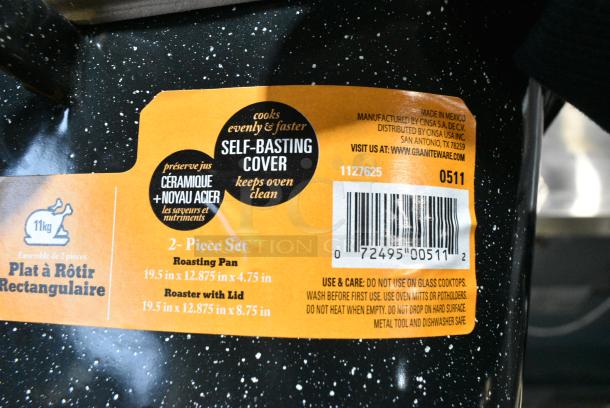 cooks
evenly & faster
SELF-BASTING
COVER
keeps oven
clean
préserve jus
CÉRAMIQUE
+NOYAU ACIER
les saveurs et
nutriments
11kg
Ensemble de 2 pièces
Plat à Rôtir
Rectangulaire
2- Piece Set
Roasting Pan
19.5 in x 12.875 in x 4.75 in
Roaster with Lid
19.5 in x 12.875 in x 8.75 in
MADE IN MEXICO
MANUFACTURED BY CINSA S.A. DE C.V.
DISTRIBUTED BY CINSA USA INC.
SAN ANTONIO, TX 78259
VISIT US AT: WWW.GRANITEWARE.COM
1127625 0511
0 72495 00511 2
USE & CARE: DO NOT USE ON GLASS COOKTOPS.
WASH BEFORE FIRST USE. USE OVEN MITTS OR POTHOLDERS.
DO NOT HEAT WHEN EMPTY. DO NOT DROP ON HARD SURFACE.
METAL TOOL AND DISHWASHER SAFE